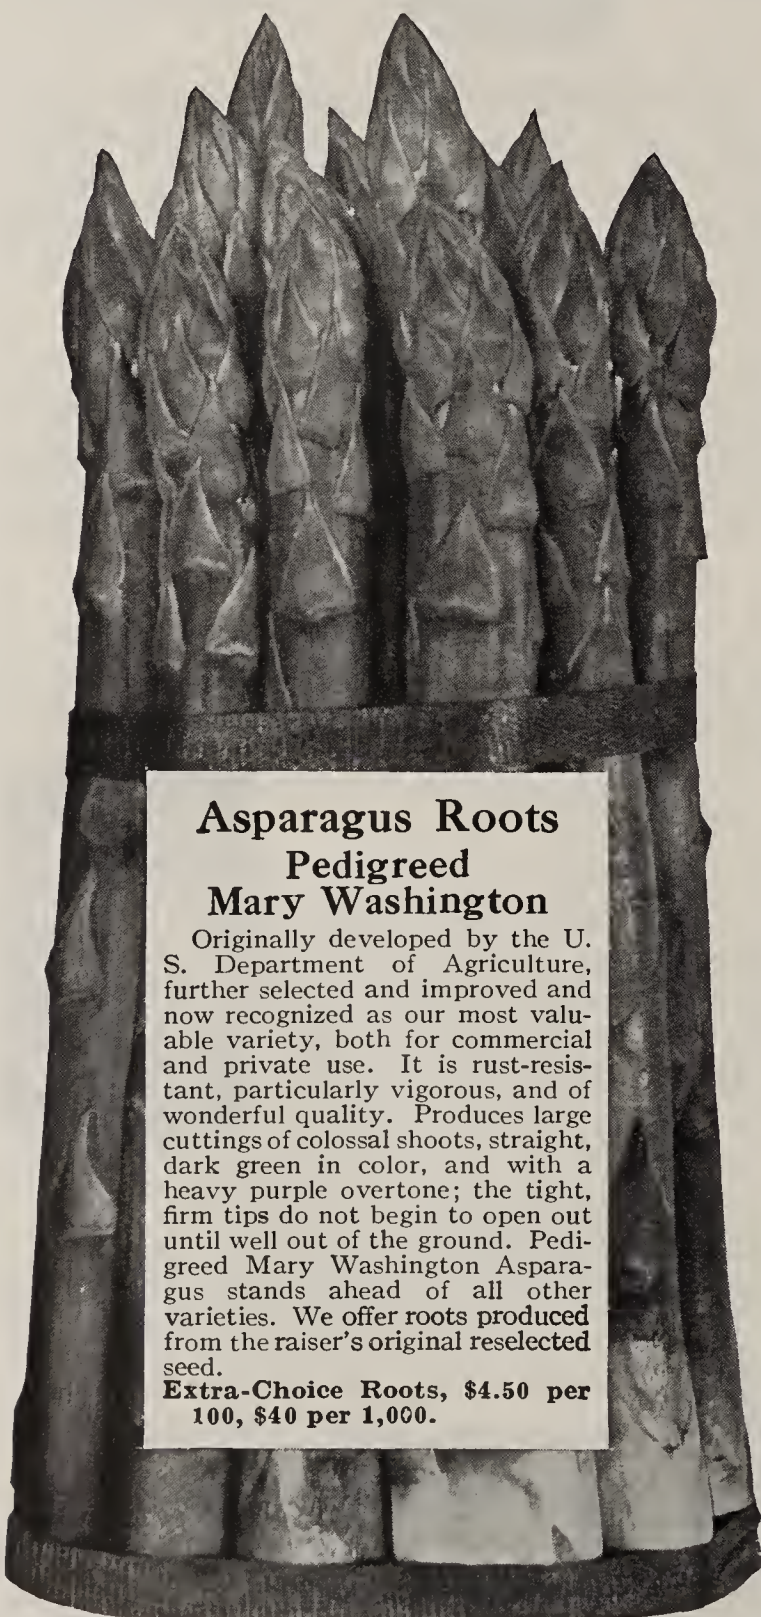 Asparagus Roots
Pedigreed
Mary Washington
Originally developed by the U.
S. Department of Agriculture,
further selected and improved and
now recognized as our most valu-
able variety, both for commercial
and private use. It is rust-resis-
tant, particularly vigorous, and of
wonderful quality. Produces large
cuttings of colossal shoots, straight,
dark green in color, and with a
heavy purple overtone; the tight,
firm tips do not begin to open out
until well out of the ground. Pedi-
greed Mary Washington Aspara-
gus stands ahead of all other
varieties. We offer roots produced
from the raiser's original reselected
seed.
Extra-Choice Roots, $4.50 per
100, $40 per 1,000.